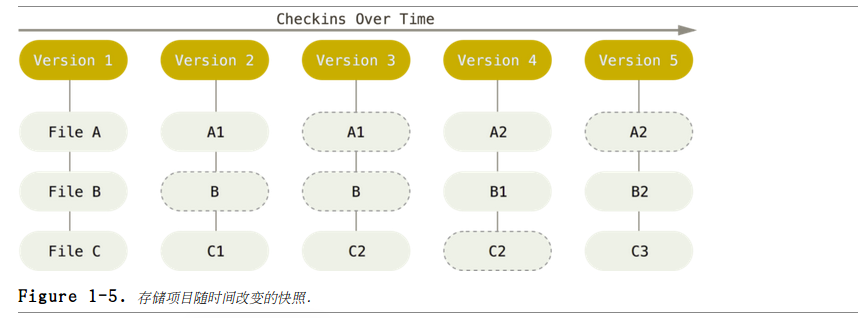 Checkins Over Time
Version 1 Version 2 Version 3 Version 4 Version 5
File A A1 A1 A2 A2
File B B B B1 B2
File C C1 C2 C2 C3
Figure 1-5. 存储项目随时间改变的快照.